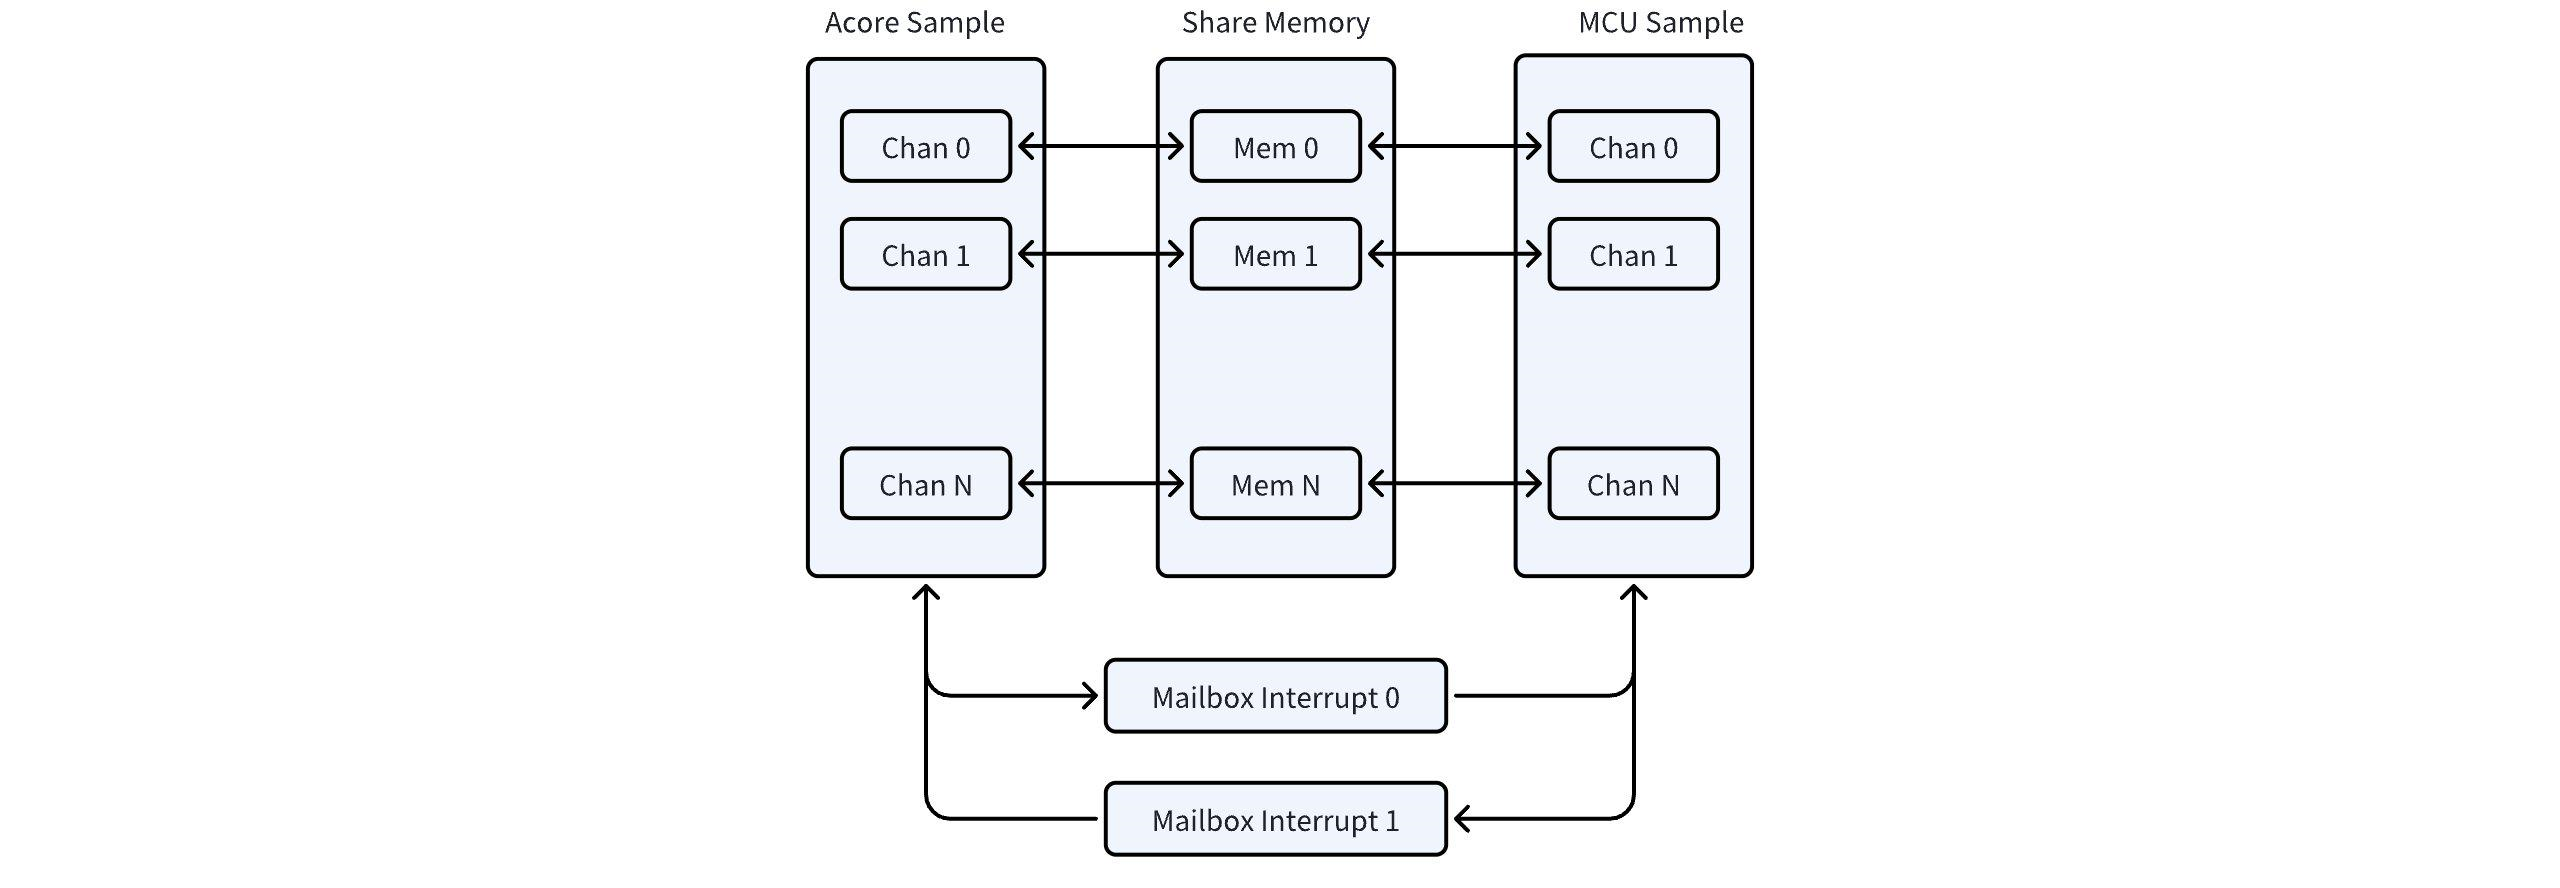 Acore Sample
Share Memory
MCU Sample
Chan 0
Mem 0
Chan 0
Chan 1
Mem 1
Chan 1
Chan N
Mem N
Chan N
Mailbox Interrupt 0
Mailbox Interrupt 1